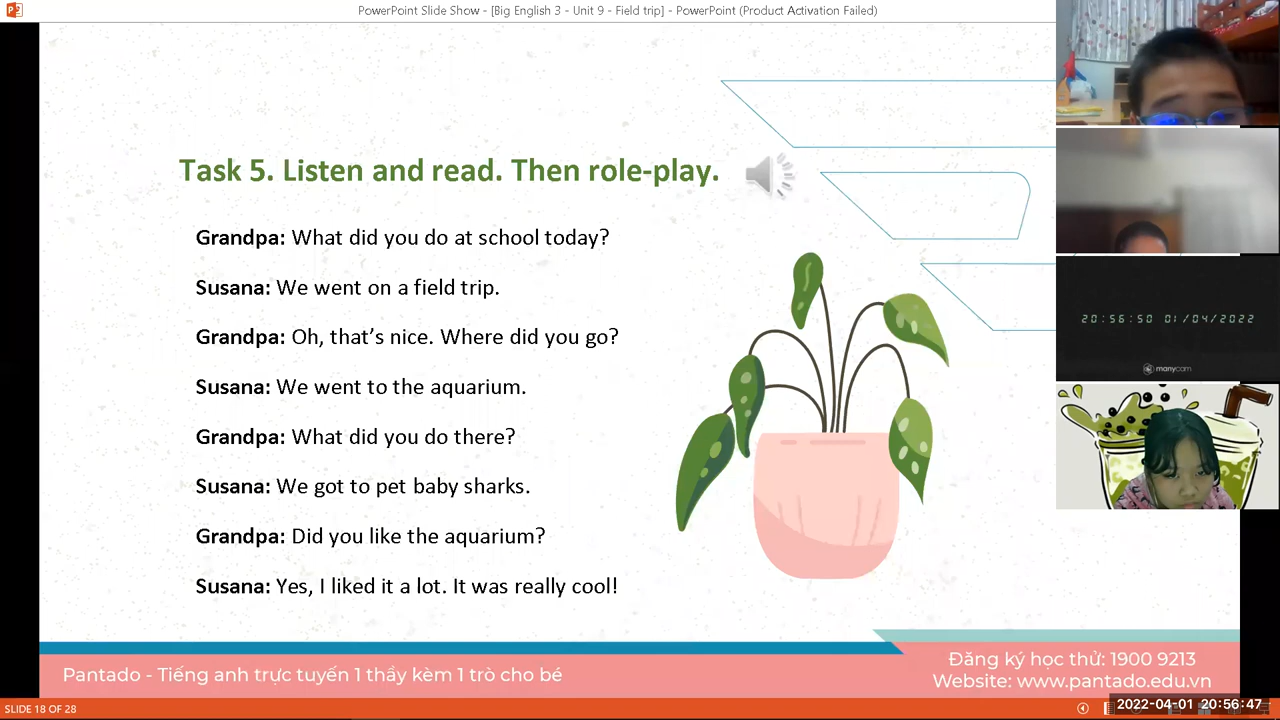 PowerPoint Slide Show - [Big English 3 - Unit 9 - Field trip] - PowerPoint (Product Activation Failed)
Task 5. Listen and read. Then role-play.
Grandpa: What did you do at school today?
Susana: We went on a field trip.
Grandpa: Oh, that’s nice. Where did you go?
Susana: We went to the aquarium.
Grandpa: What did you do there?
Susana: We got to pet baby sharks.
Grandpa: Did you like the aquarium?
Susana: Yes, I liked it a lot. It was really cool!
20:56:50 01/04/2022
manycam
Pantado - Tiếng anh trực tuyến 1 thầy kèm 1 trò cho bé
Đăng ký học thử: 1900 9213
Website: www.pantado.edu.vn
SLIDE 18 OF 28
2022-04-01 20:56:47